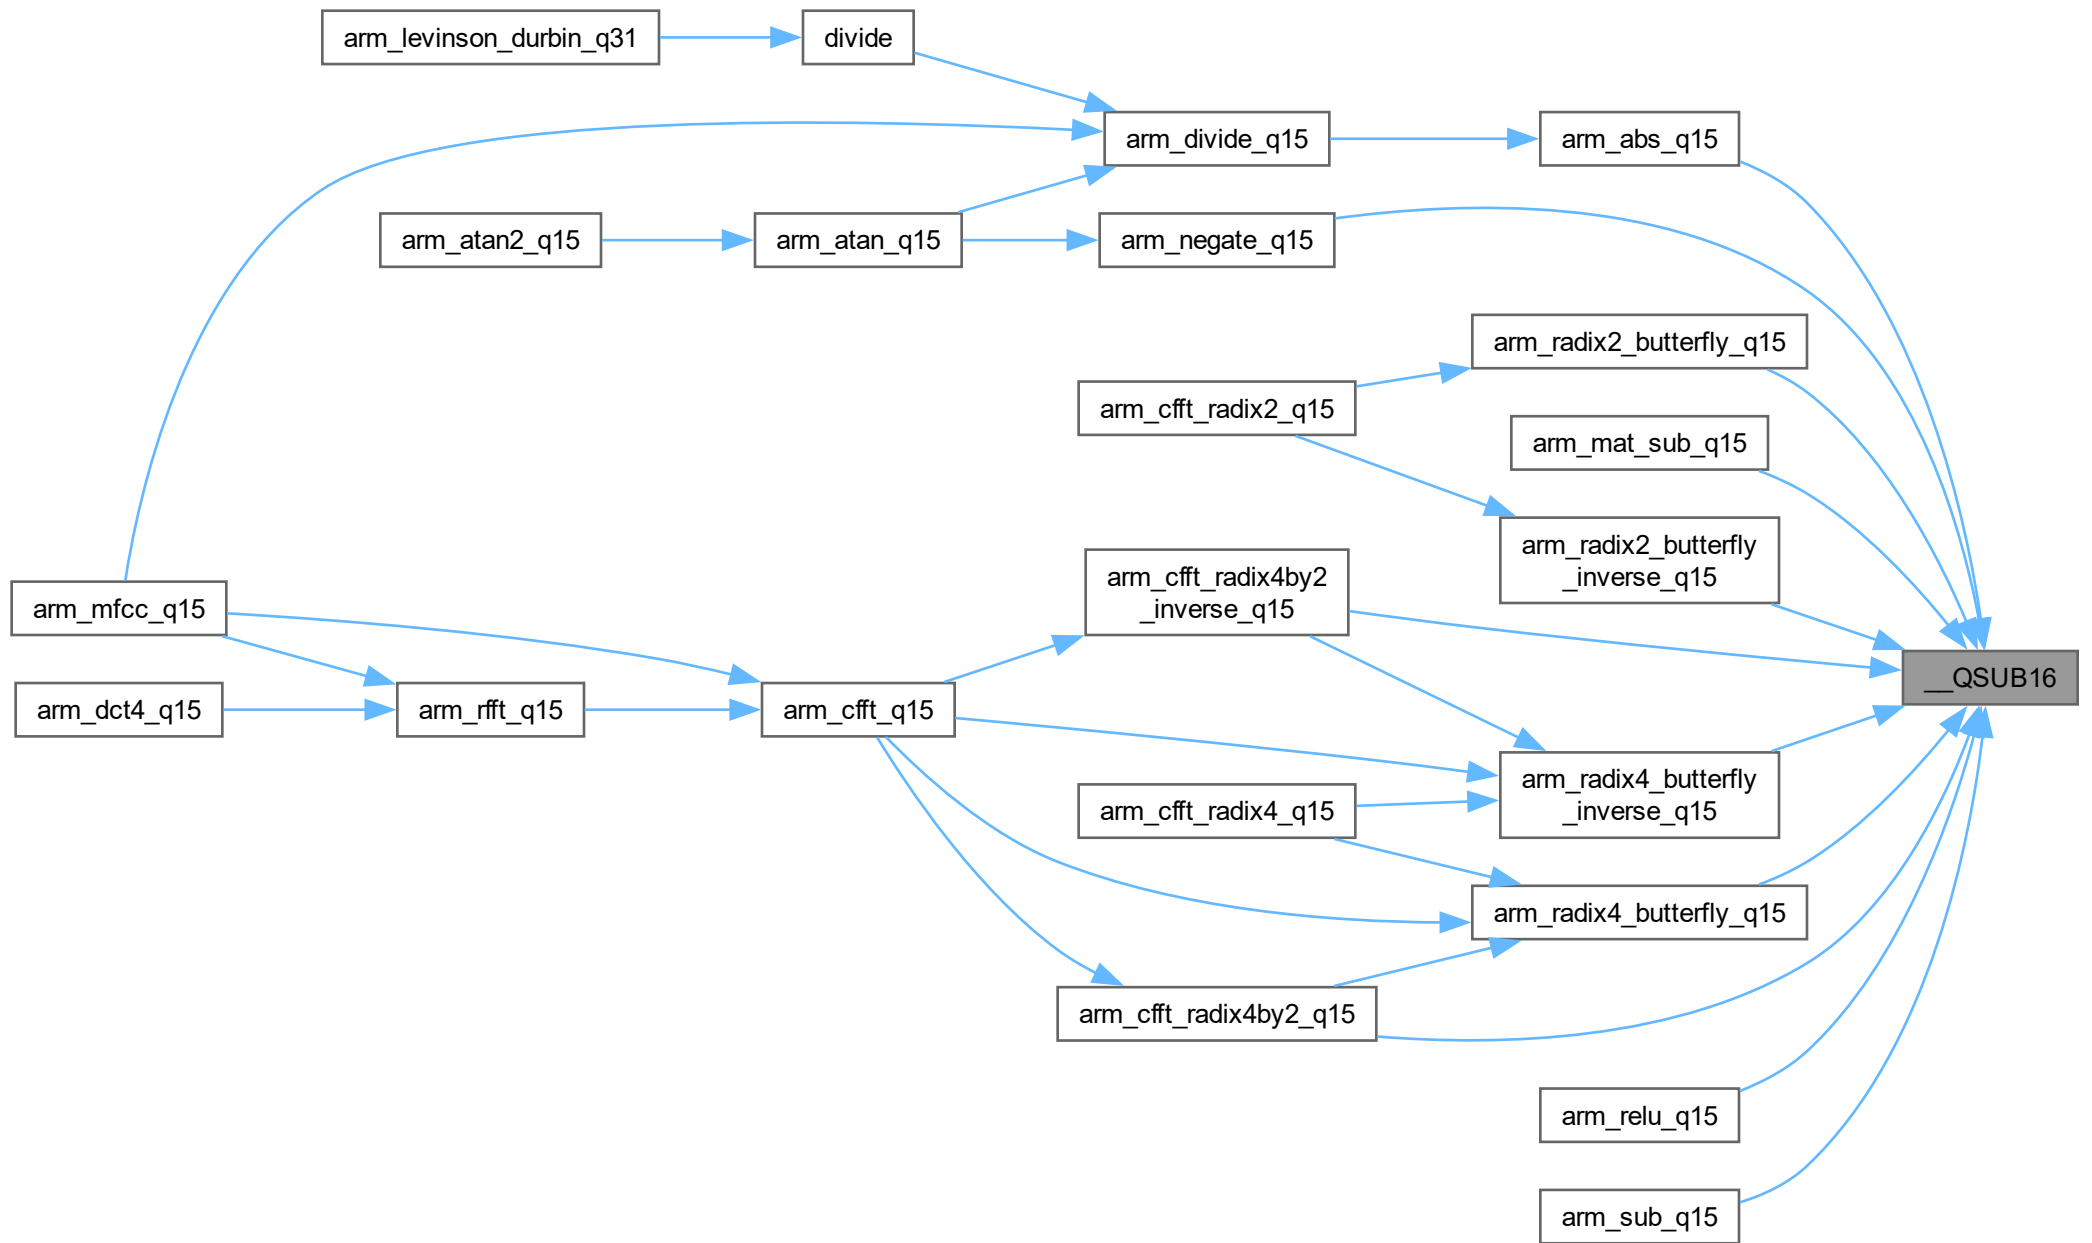 arm_levinson_durbin_q31
divide
arm_divide_q15
arm_abs_q15
arm_atan2_q15
arm_atan_q15
arm_negate_q15
arm_radix2_butterfly_q15
arm_cfft_radix2_q15
arm_mat_sub_q15
arm_radix2_butterfly
_inverse_q15
arm_cfft_radix4by2
_inverse_q15
arm_mfcc_q15
__QSUB16
arm_dct4_q15
arm_rfft_q15
arm_cfft_q15
arm_radix4_butterfly
_inverse_q15
arm_cfft_radix4_q15
arm_radix4_butterfly_q15
arm_cfft_radix4by2_q15
arm_relu_q15
arm_sub_q15